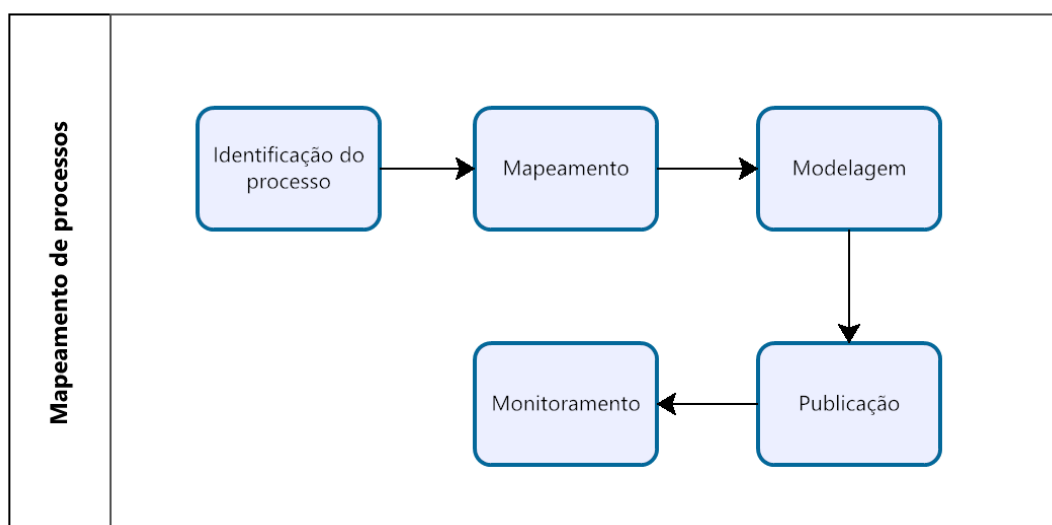 Mapeamento de processos
Identificação do
processo
Mapeamento
Modelagem
Monitoramento
Publicação